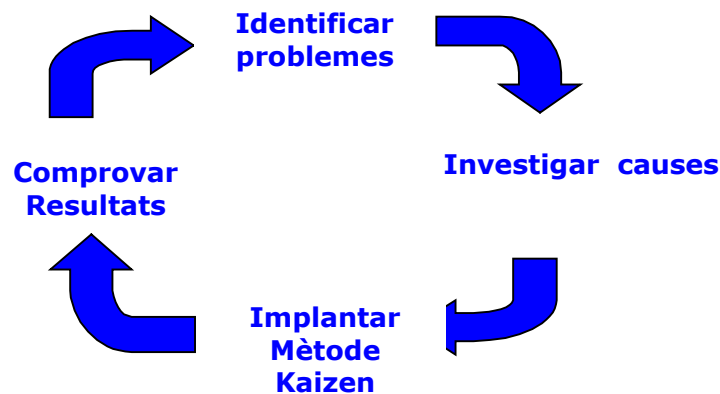 Identificar
problemes
Investigar causes
Implantar
Mètode
Kaizen
Comprovar
Resultats